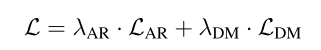 ℒ = λ_AR · ℒ_AR + λ_DM · ℒ_DM